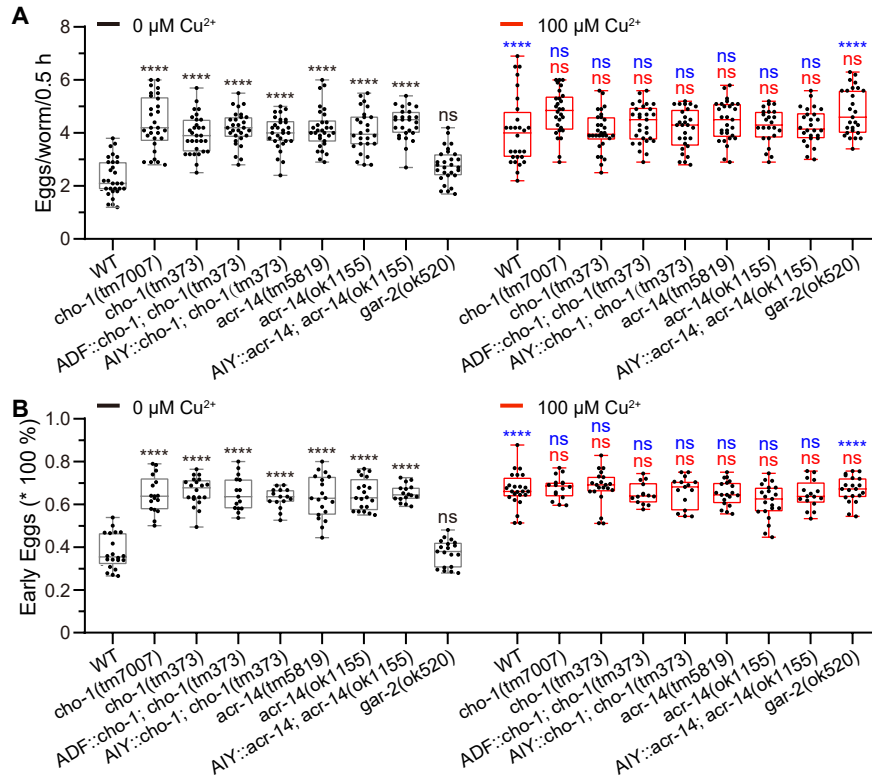 A
0 µM Cu²⁺
100 µM Cu²⁺
Eggs/worm/0.5 h
8
6
4
2
0
**** **** **** **** **** **** **** ns
**** ns ns ns ns ns ns ns ****
ns ns ns ns ns ns ns ns
WT
cho-1(tm7007)
cho-1(tm373)
ADF::cho-1; cho-1(tm373)
AIY::cho-1; cho-1(tm373)
acr-14(tm5819)
acr-14(ok1155)
AIY::acr-14; acr-14(ok1155)
gar-2(ok520)
WT
cho-1(tm7007)
cho-1(tm373)
ADF::cho-1; cho-1(tm373)
AIY::cho-1; cho-1(tm373)
acr-14(tm5819)
acr-14(ok1155)
AIY::acr-14; acr-14(ok1155)
gar-2(ok520)
B
0 µM Cu²⁺
100 µM Cu²⁺
Early Eggs (* 100 %)
1.0
0.8
0.6
0.4
0.2
0
**** **** **** **** **** **** **** ns
**** ns ns ns ns ns ns ns ****
ns ns ns ns ns ns ns ns
WT
cho-1(tm7007)
cho-1(tm373)
ADF::cho-1; cho-1(tm373)
AIY::cho-1; cho-1(tm373)
acr-14(tm5819)
acr-14(ok1155)
AIY::acr-14; acr-14(ok1155)
gar-2(ok520)
WT
cho-1(tm7007)
cho-1(tm373)
ADF::cho-1; cho-1(tm373)
AIY::cho-1; cho-1(tm373)
acr-14(tm5819)
acr-14(ok1155)
AIY::acr-14; acr-14(ok1155)
gar-2(ok520)